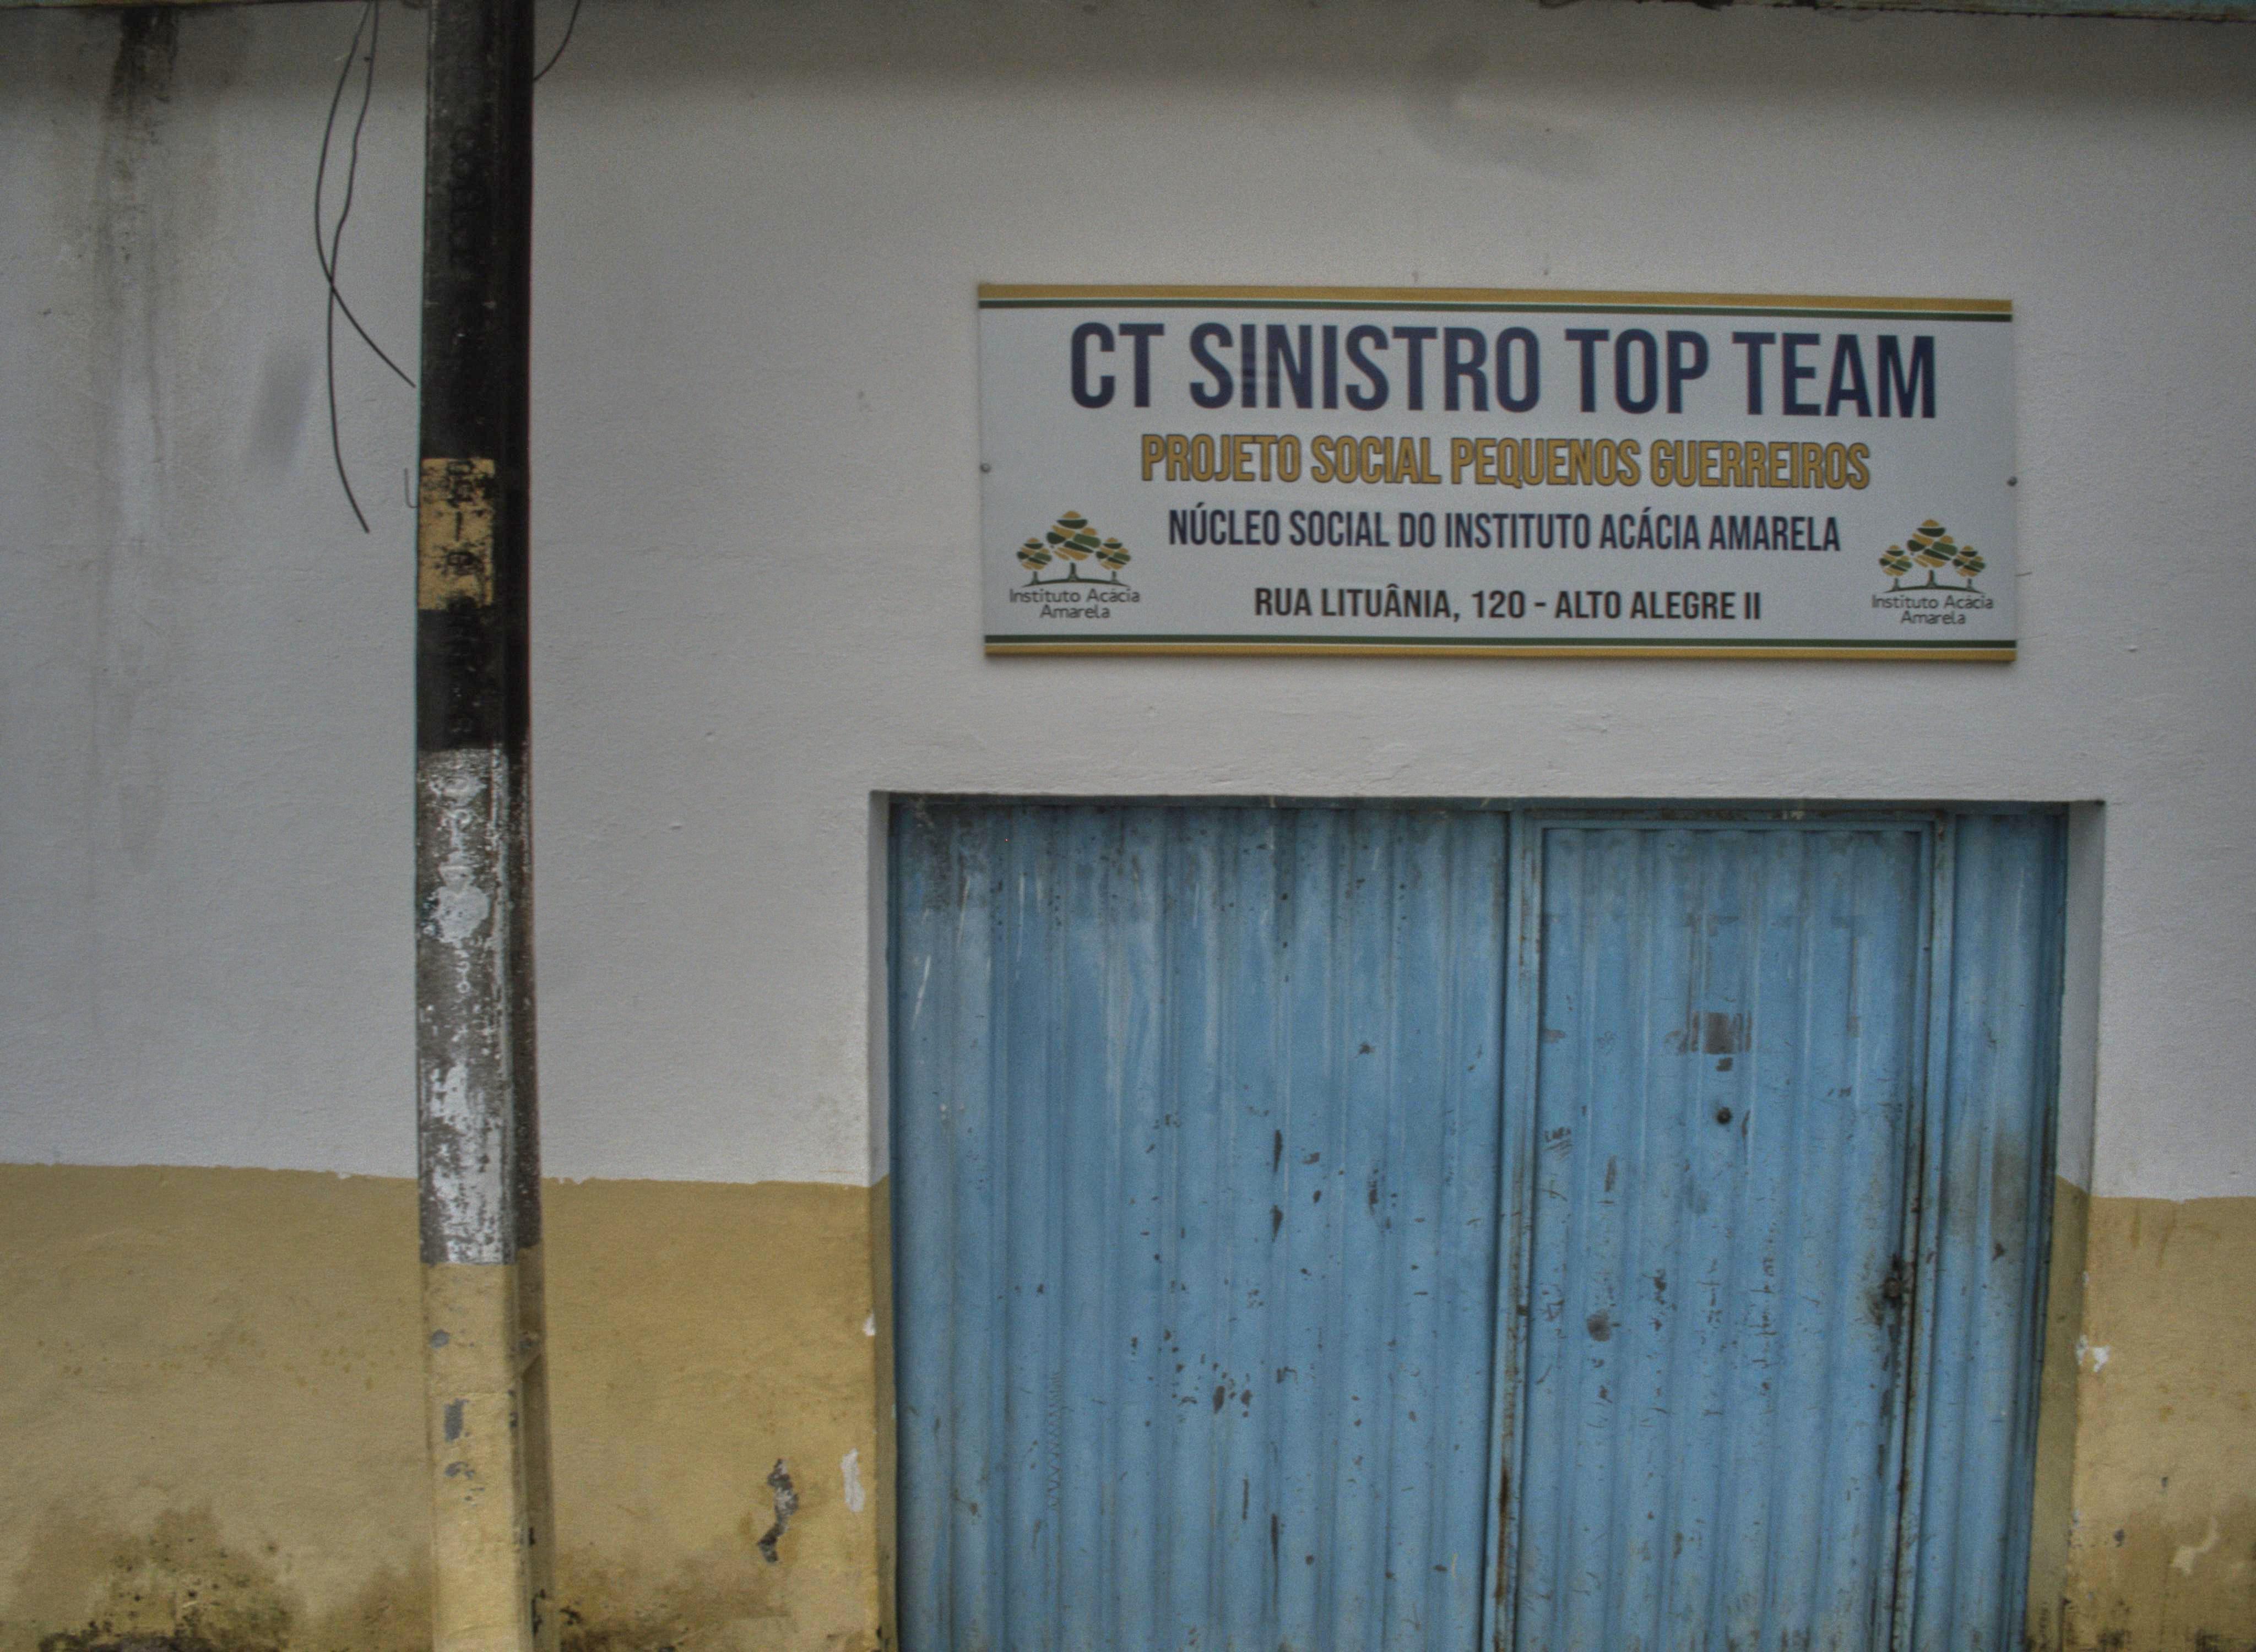 CT SINISTRO TOP TEAM
PROJETO SOCIAL PEQUENOS GUERREIROS
NÚCLEO SOCIAL DO INSTITUTO ACÁCIA AMARELA
RUA LITUÂNIA, 120 - ALTO ALEGRE II
Instituto Acácia
Amarela
Instituto Acácia
Amarela